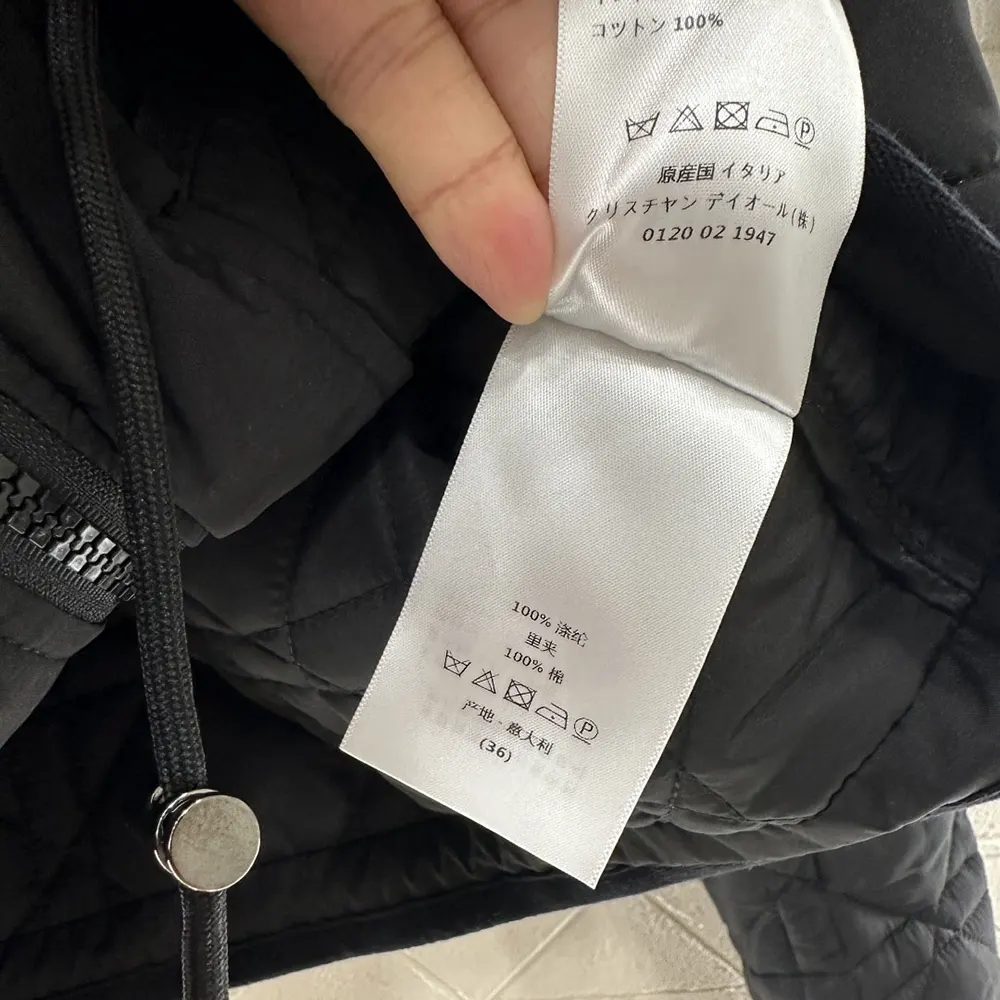 コットン 100%
原産国 イタリア
クリスチャン デイオール(株)
0120 02 1947
100% 涤纶
里夹
100% 棉
产地 - 意大利
(36)